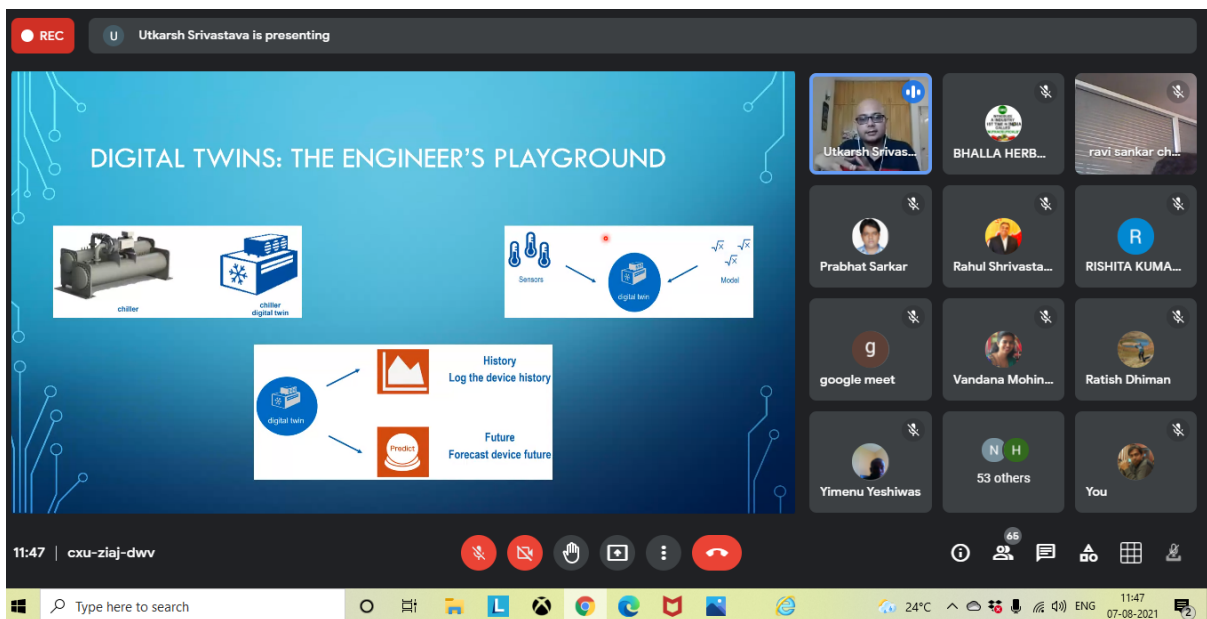 REC
U
Utkarsh Srivastava is presenting
DIGITAL TWINS: THE ENGINEER'S PLAYGROUND
chiller
chiller
digital twin
Sensors
digital twin
√x √x
√x
Model
digital twin
History
Log the device history
Predict
Future
Forecast device future
Utkarsh Srivas...
BHALLA HERB...
ravi sankar ch...
Prabhat Sarkar
Rahul Shrivasta...
R
RISHITA KUMA...
g
google meet
Vandana Mohin...
Ratish Dhiman
Yimenu Yeshiwas
N H
53 others
You
11:47 | cxu-ziaj-dwv
65
Type here to search
L
24°C
ENG
11:47
07-08-2021
2